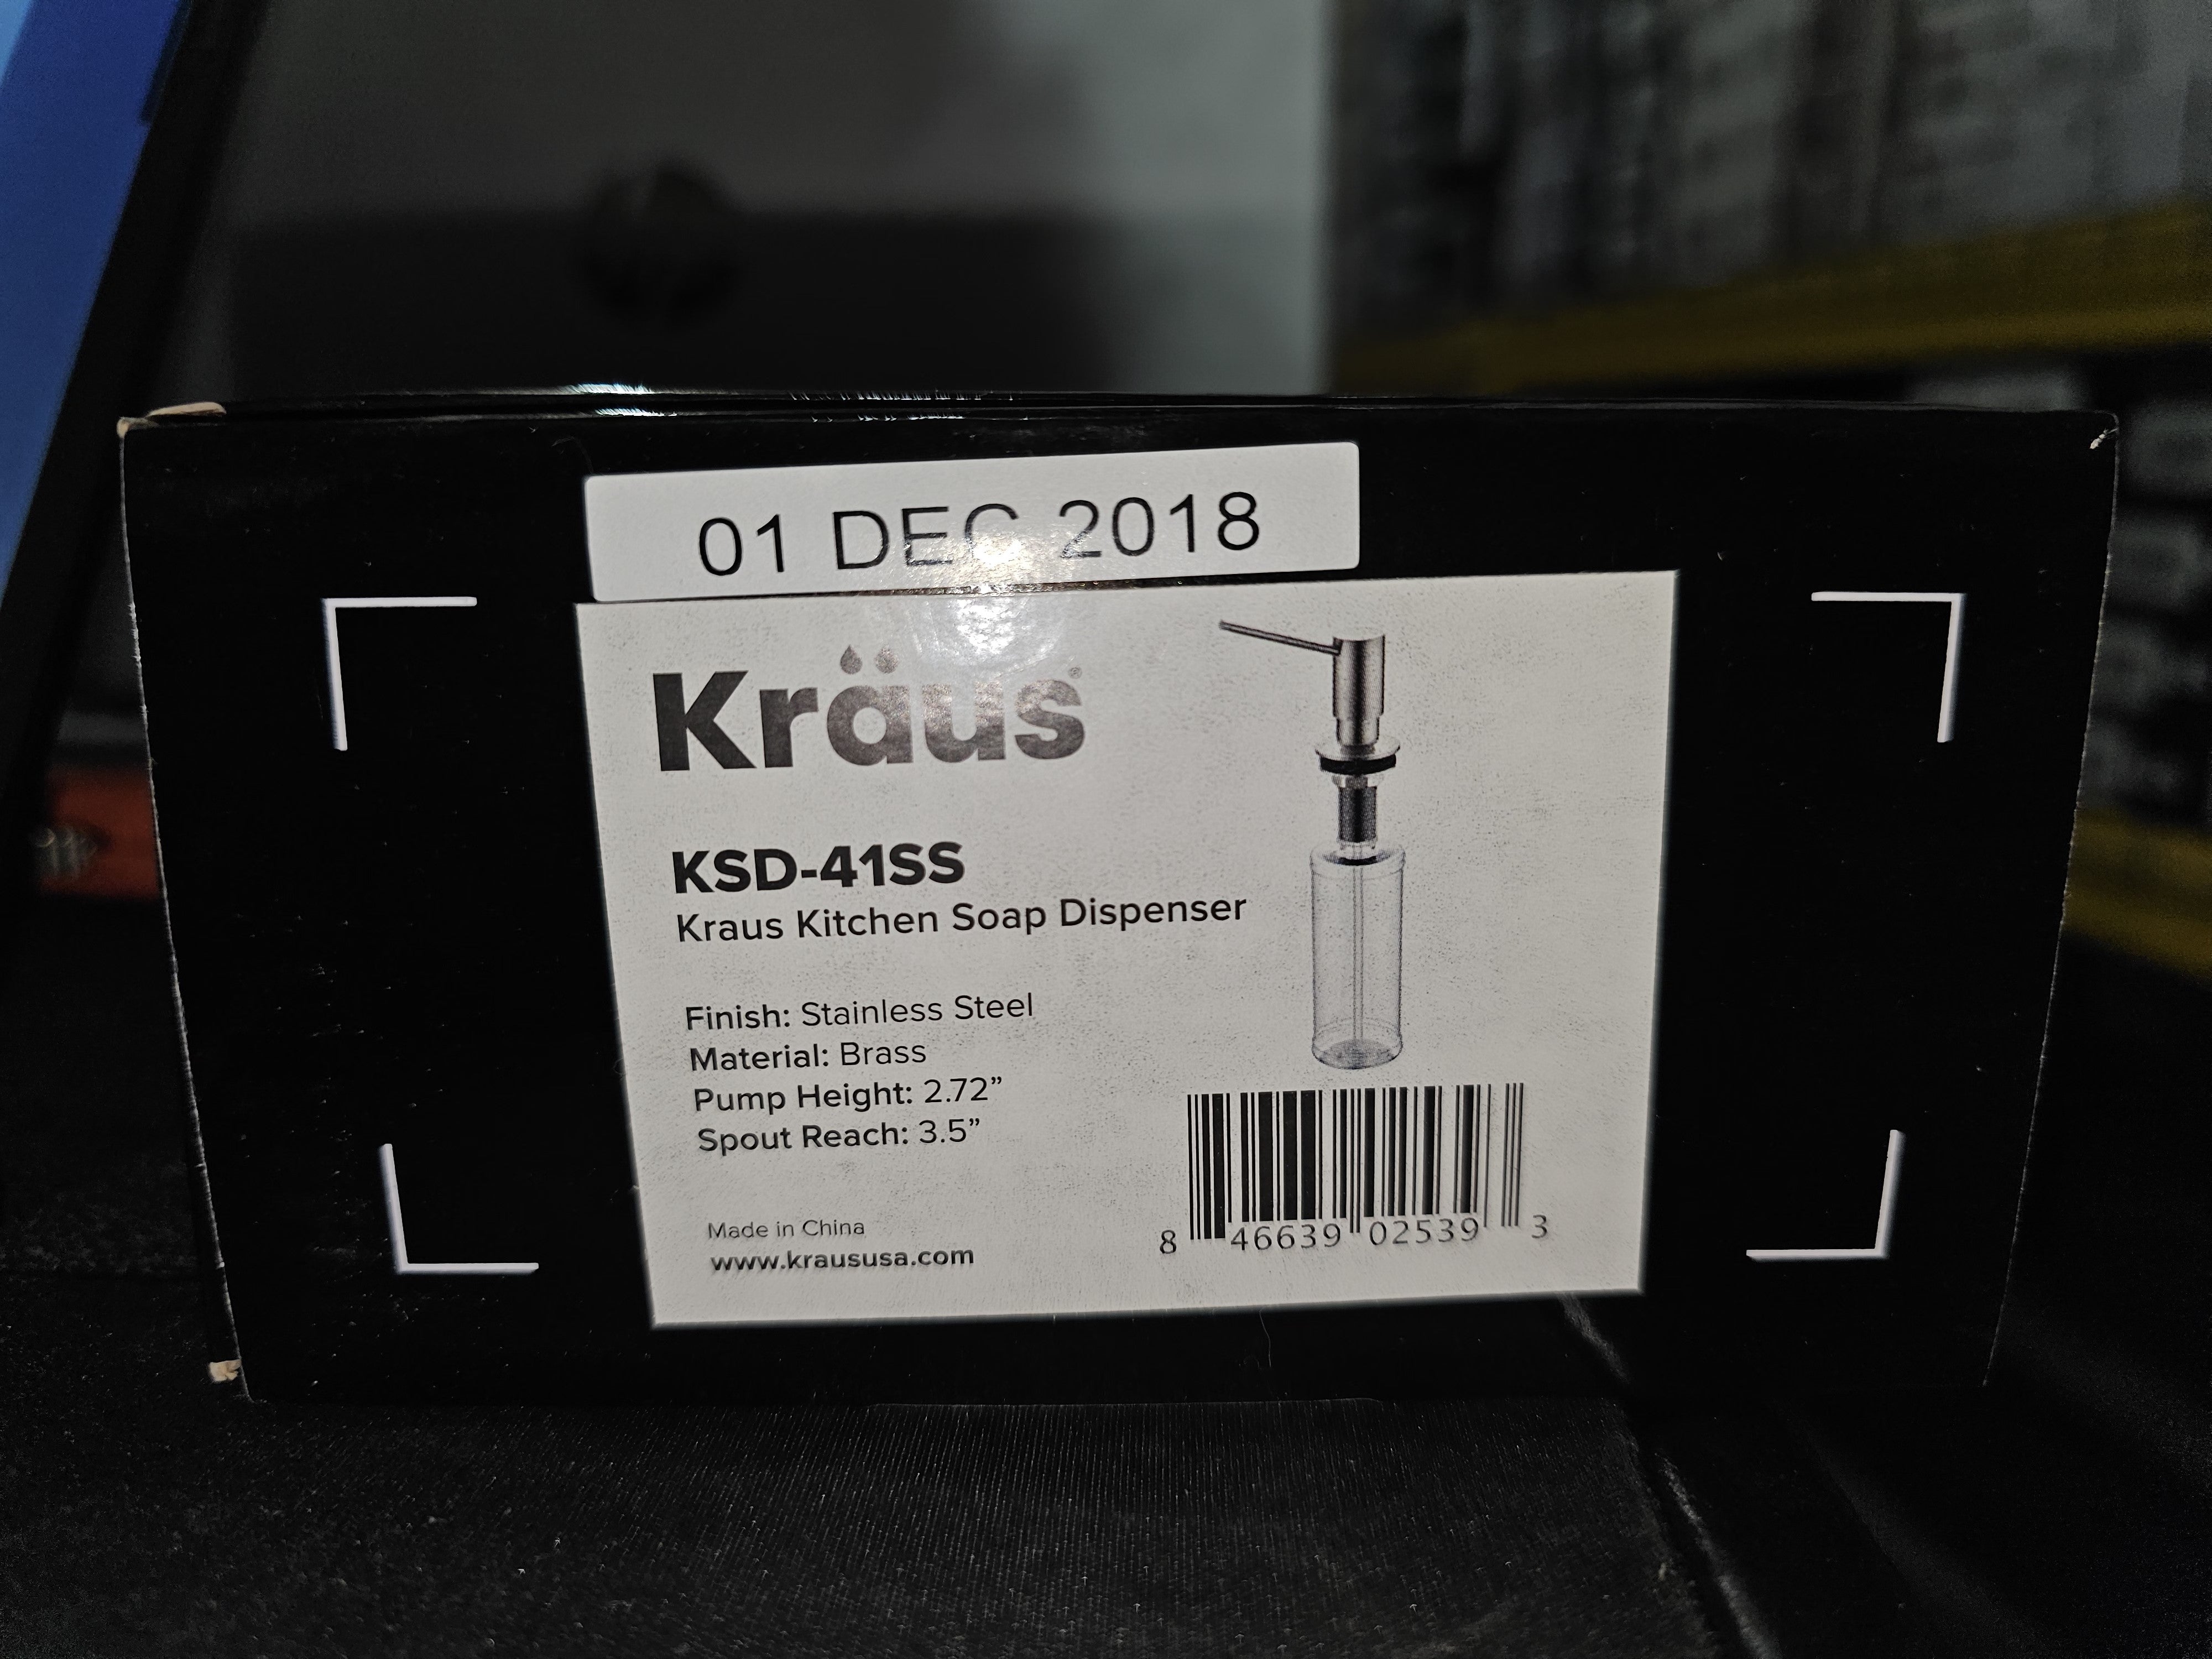 01 DEC 2018
Kräus®
KSD-41SS
Kraus Kitchen Soap Dispenser
Finish: Stainless Steel
Material: Brass
Pump Height: 2.72”
Spout Reach: 3.5”
Made in China
www.kraususa.com
8 46639 02539 3